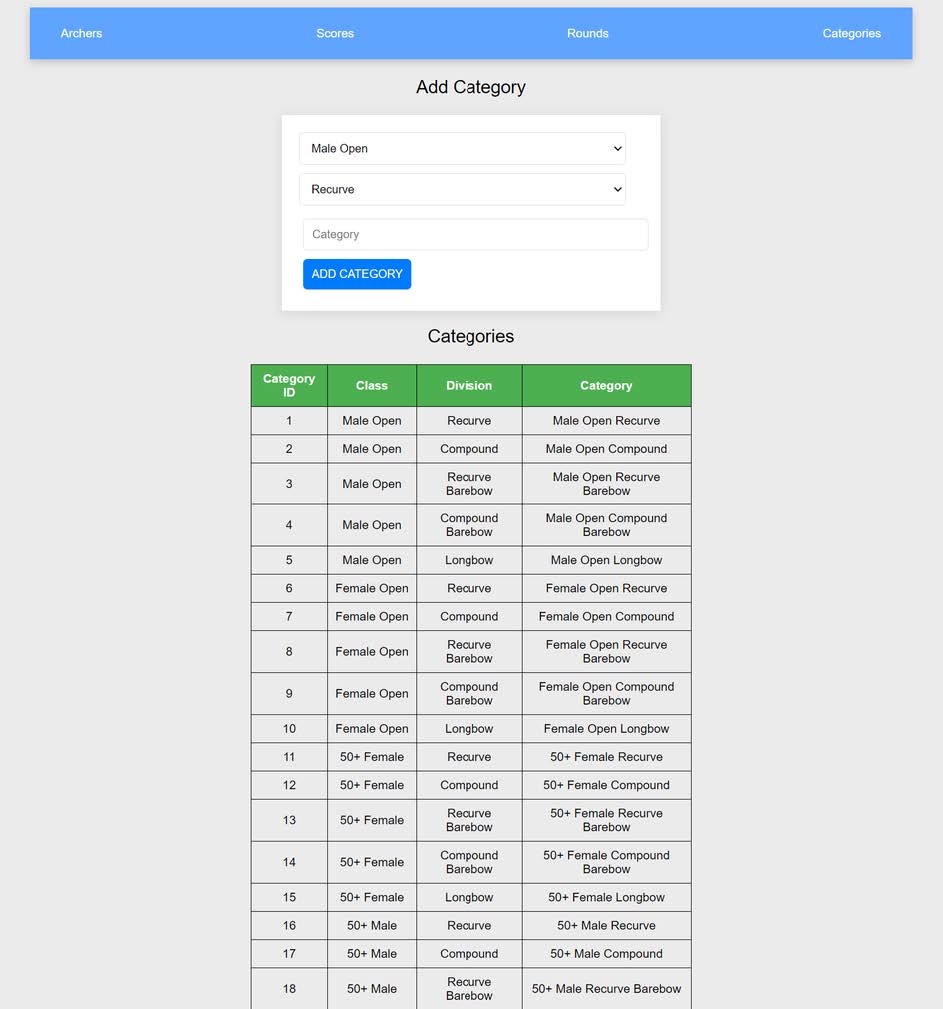 Archers Scores Rounds Categories
Add Category
Male Open
Recurve
Category
ADD CATEGORY
Categories
Category ID Class Division Category
1 Male Open Recurve Male Open Recurve
2 Male Open Compound Male Open Compound
3 Male Open Recurve Barebow Male Open Recurve Barebow
4 Male Open Compound Barebow Male Open Compound Barebow
5 Male Open Longbow Male Open Longbow
6 Female Open Recurve Female Open Recurve
7 Female Open Compound Female Open Compound
8 Female Open Recurve Barebow Female Open Recurve Barebow
9 Female Open Compound Barebow Female Open Compound Barebow
10 Female Open Longbow Female Open Longbow
11 50+ Female Recurve 50+ Female Recurve
12 50+ Female Compound 50+ Female Compound
13 50+ Female Recurve Barebow 50+ Female Recurve Barebow
14 50+ Female Compound Barebow 50+ Female Compound Barebow
15 50+ Female Longbow 50+ Female Longbow
16 50+ Male Recurve 50+ Male Recurve
17 50+ Male Compound 50+ Male Compound
18 50+ Male Recurve Barebow 50+ Male Recurve Barebow